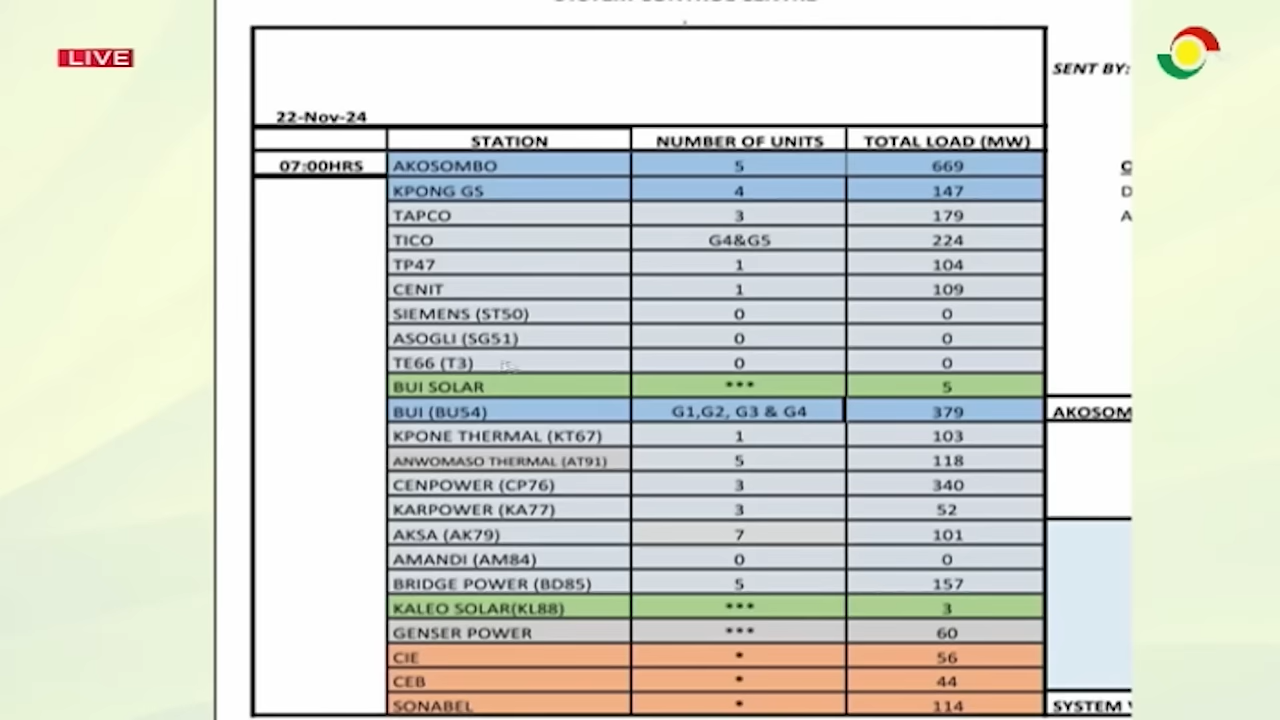 LIVE
SENT BY:
22-Nov-24
STATION NUMBER OF UNITS TOTAL LOAD (MW)
07:00HRS AKOSOMBO 5 669
KPONG GS 4 147
TAPCO 3 179
TICO G4&G5 224
TP47 1 104
CENIT 1 109
SIEMENS (ST50) 0 0
ASOGLI (SG51) 0 0
TE66 (T3) 0 0
BUI SOLAR *** 5
BUI (BU54) G1,G2, G3 & G4 379
AKOSOM
KPONE THERMAL (KT67) 1 103
ANWOMASO THERMAL (AT91) 5 118
CENPOWER (CP76) 3 340
KARPOWER (KA77) 3 52
AKSA (AK79) 7 101
AMANDI (AM84) 0 0
BRIDGE POWER (BD85) 5 157
KALEO SOLAR(KL88) *** 3
GENSER POWER *** 60
CIE * 56
CEB * 44
SONABEL * 114
SYSTEM